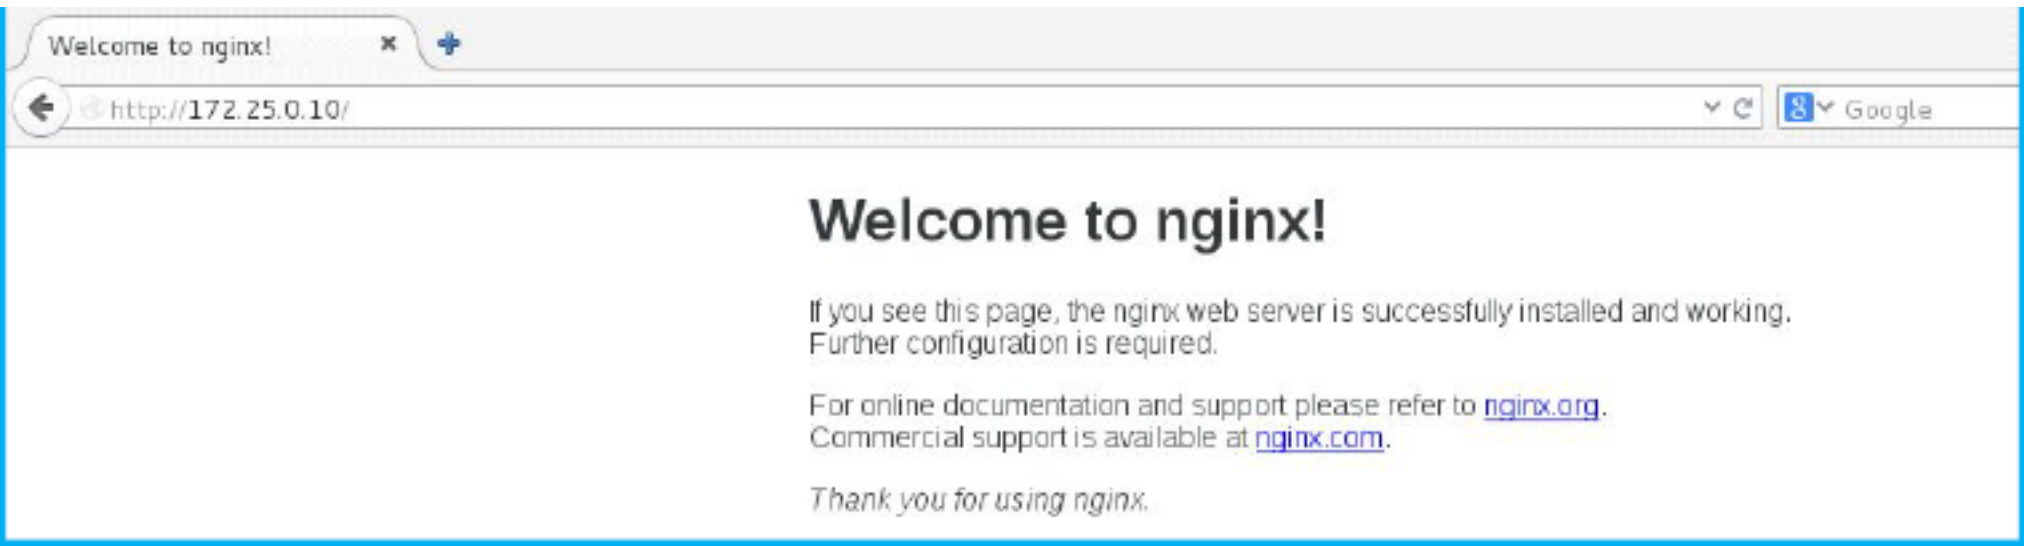 Welcome to nginx!
http://172.25.0.10/
Google
Welcome to nginx!
If you see this page, the nginx web server is successfully installed and working.
Further configuration is required.
For online documentation and support please refer to nginx.org.
Commercial support is available at nginx.com.
Thank you for using nginx.